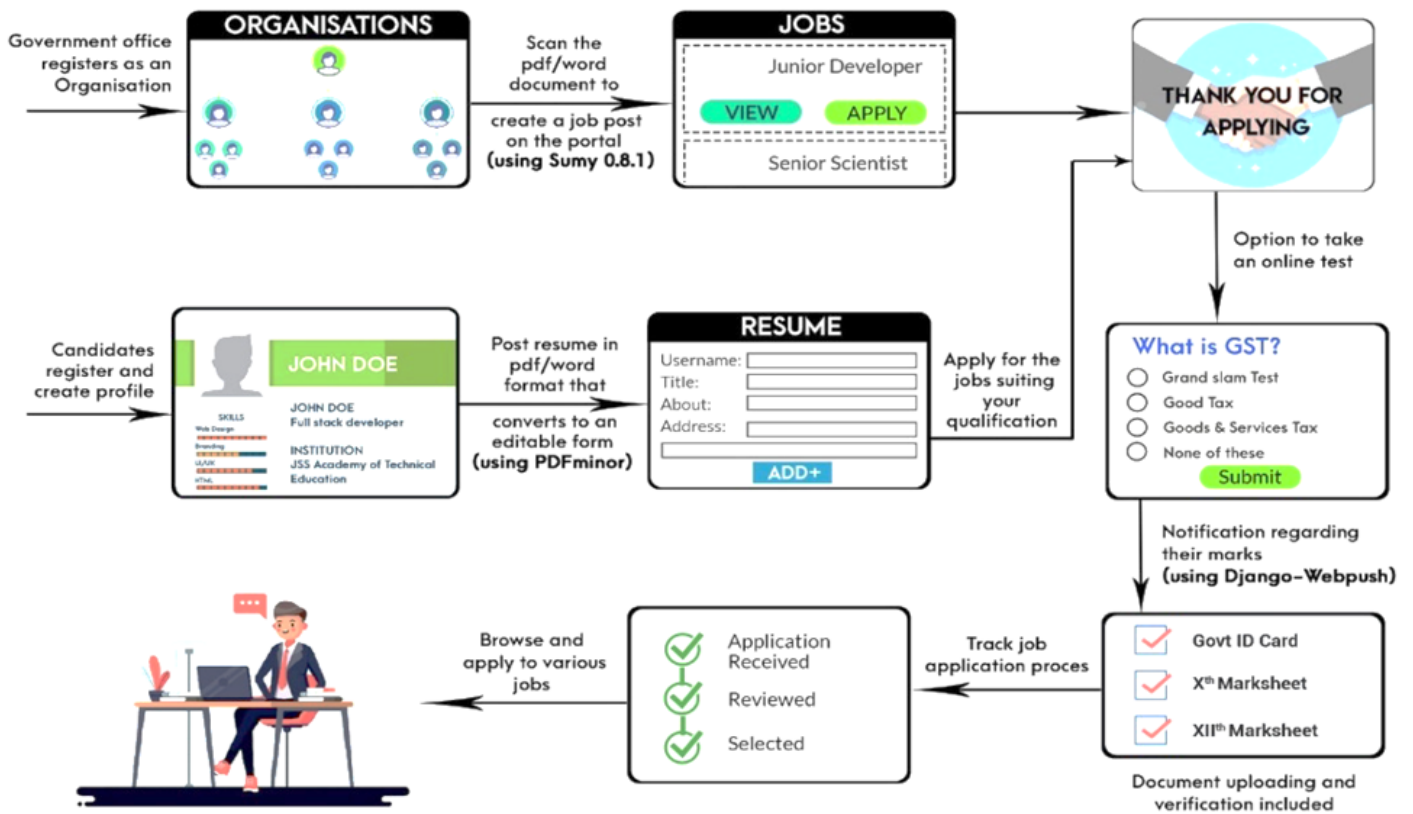 Government office
registers as an
Organisation
ORGANISATIONS
Scan the
pdf/word
document to
create a job post
on the portal
(using Sumy 0.8.1)
JOBS
Junior Developer
VIEW
APPLY
Senior Scientist
THANK YOU FOR
APPLYING
Option to take
an online test
Candidates
register and
create profile
JOHN DOE
SKILLS
Web Design
Branding
UI/UX
HTML
JOHN DOE
Full stack developer
INSTITUTION
JSS Academy of Technical
Education
Post resume in
pdf/word
format that
converts to an
editable form
(using PDFminor)
RESUME
Username:
Title:
About:
Address:
ADD+
Apply for the
jobs suiting
your
qualification
What is GST?
Grand slam Test
Good Tax
Goods & Services Tax
None of these
Submit
Notification regarding
their marks
(using Django-Webpush)
Govt ID Card
Xth Marksheet
XIIth Marksheet
Document uploading and
verification included
Track job
application proces
Application
Received
Reviewed
Selected
Browse and
apply to various
jobs